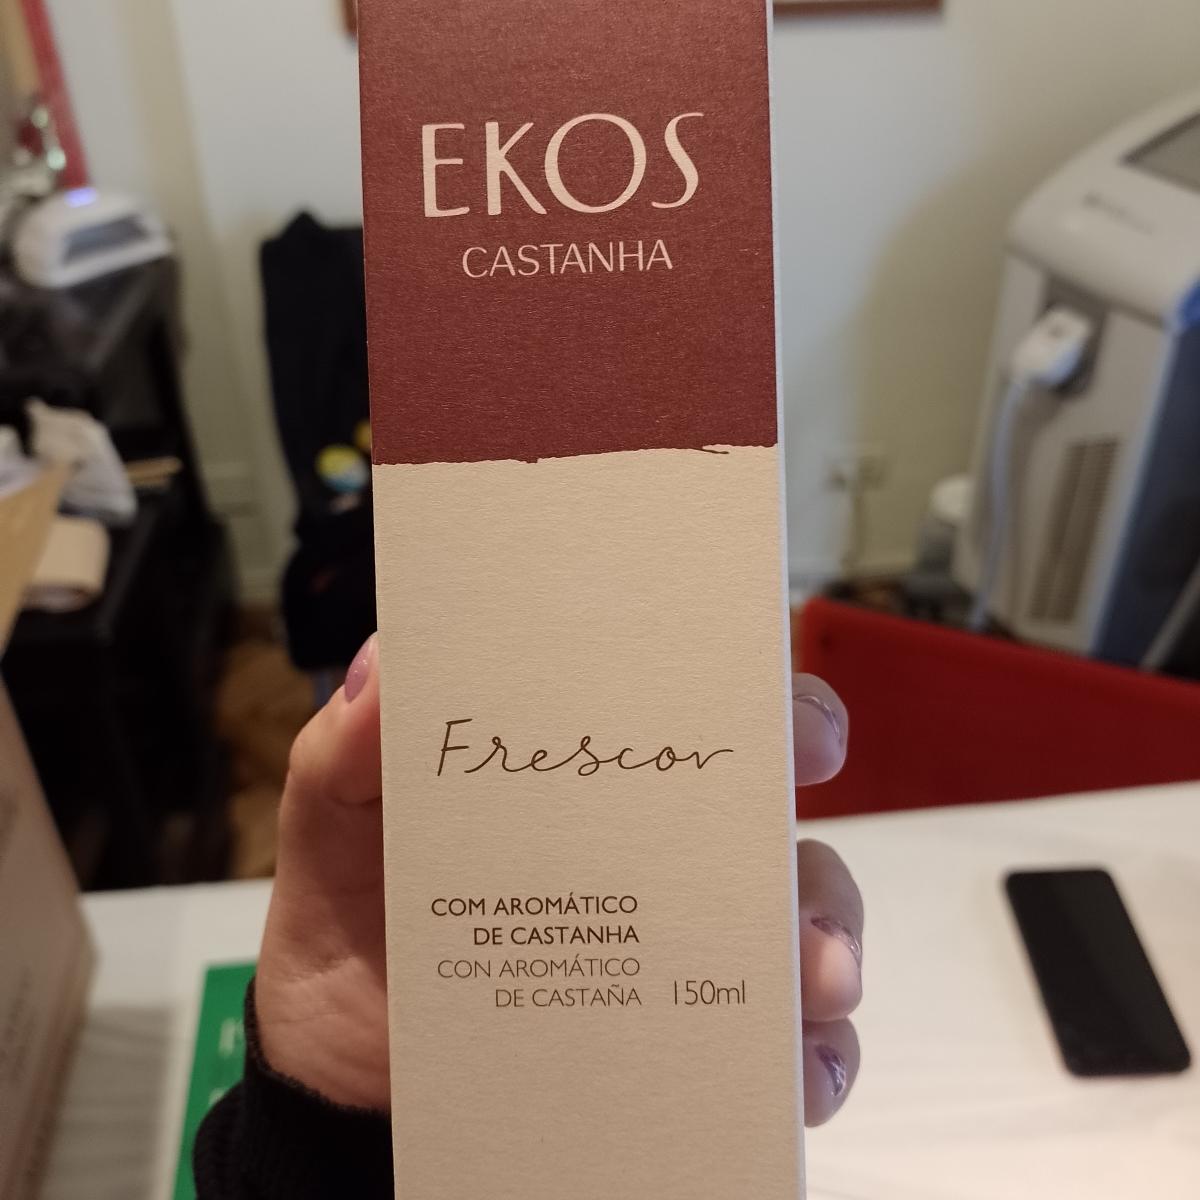 EKOS
CASTANHA
Frescor
COM AROMÁTICO
DE CASTANHA
CON AROMÁTICO
DE CASTAÑA
150ml